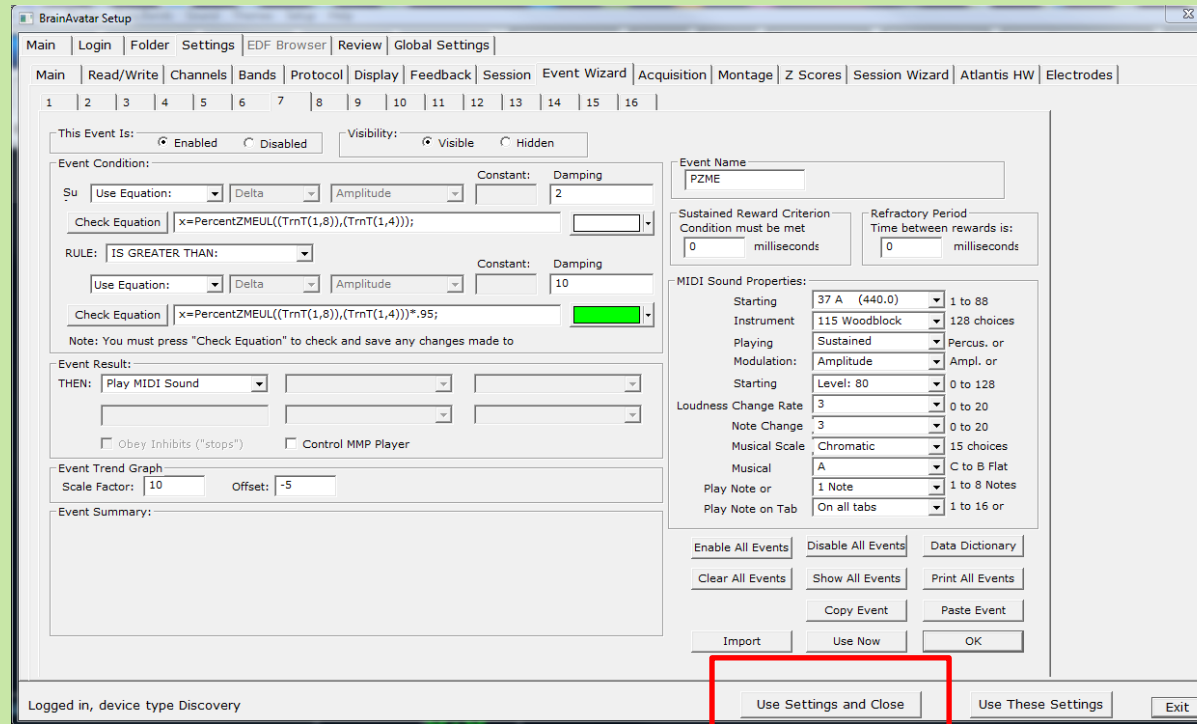 BrainAvatar Setup
Main Login Folder Settings EDF Browser Review Global Settings
Main Read/Write Channels Bands Protocol Display Feedback Session Event Wizard Acquisition Montage Z Scores Session Wizard Atlantis HW Electrodes
1 2 3 4 5 6 7 8 9 10 11 12 13 14 15 16
This Event Is: Enabled Disabled
Visibility: Visible Hidden
Event Condition:
Constant: Damping
Su Use Equation: Delta Amplitude 2
Check Equation x=PercentZMEUL((TrnT(1,8)),(TrnT(1,4)));
RULE: IS GREATER THAN:
Constant: Damping
Use Equation: Delta Amplitude 10
Check Equation x=PercentZMEUL((TrnT(1,8)),(TrnT(1,4)))*.95;
Note: You must press "Check Equation" to check and save any changes made to
Event Result:
THEN: Play MIDI Sound
Obey Inhibits ("stops") Control MMP Player
Event Trend Graph
Scale Factor: 10 Offset: -5
Event Summary:
Event Name
PZME
Sustained Reward Criterion
Condition must be met
0 milliseconds
Refractory Period
Time between rewards is:
0 milliseconds
MIDI Sound Properties:
Starting 37 A (440.0) 1 to 88
Instrument 115 Woodblock 128 choices
Playing Sustained Percus. or
Modulation: Amplitude Ampl. or
Starting Level: 80 0 to 128
Loudness Change Rate 3 0 to 20
Note Change 3 0 to 20
Musical Scale Chromatic 15 choices
Musical A C to B Flat
Play Note or 1 Note 1 to 8 Notes
Play Note on Tab On all tabs 1 to 16 or
Enable All Events Disable All Events Data Dictionary
Clear All Events Show All Events Print All Events
Copy Event Paste Event
Import Use Now OK
Logged in, device type Discovery
Use Settings and Close Use These Settings Exit